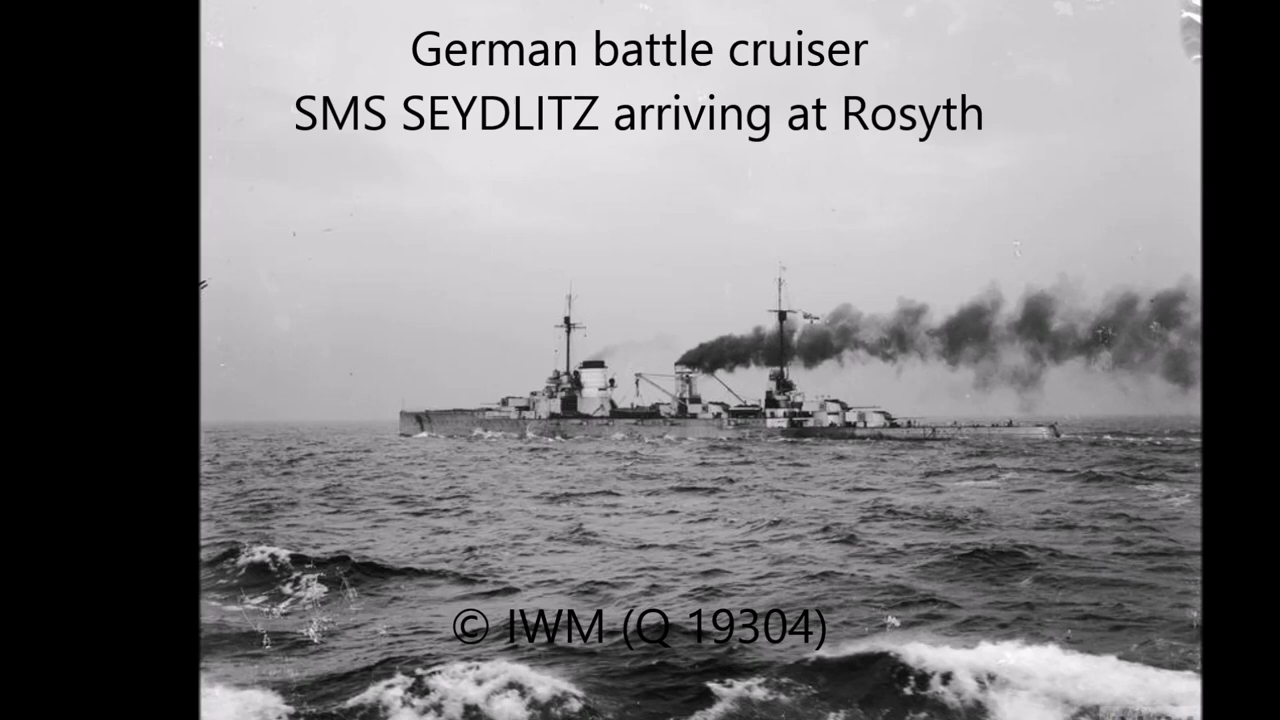 German battle cruiser
SMS SEYDLITZ arriving at Rosyth
© IWM (Q 19304)